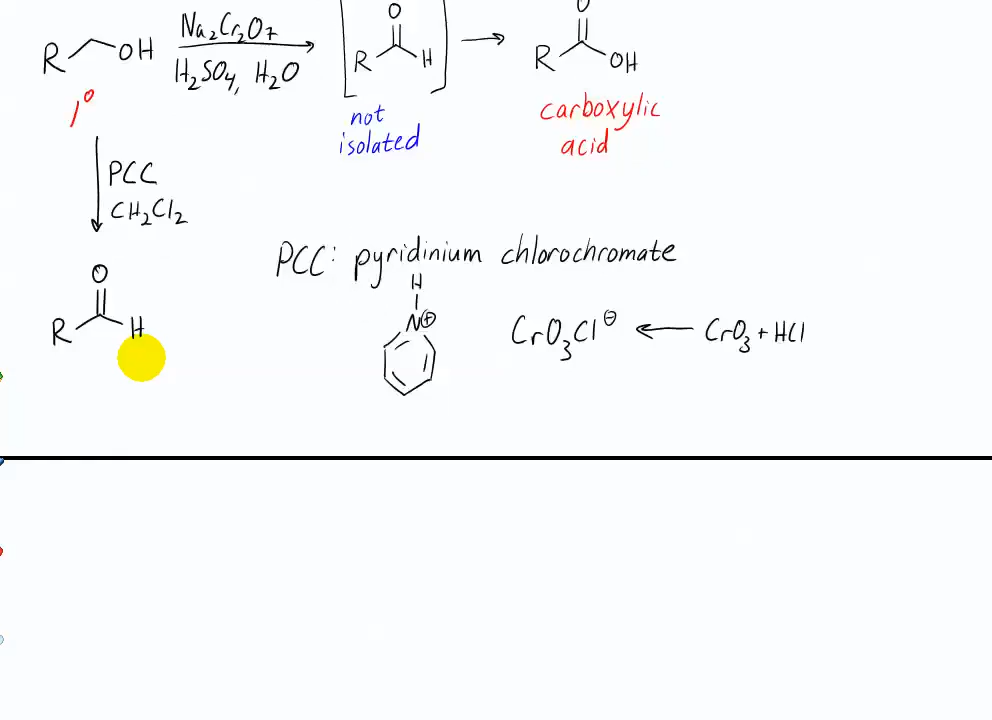 R OH Na₂Cr₂O₇ H₂SO₄, H₂O O R H O R OH
1° not isolated carboxylic acid
PCC
CH₂Cl₂
PCC: pyridinium chlorochromate
O R H
H N⊕ CrO₃Cl⊖ ← CrO₃ + HCl